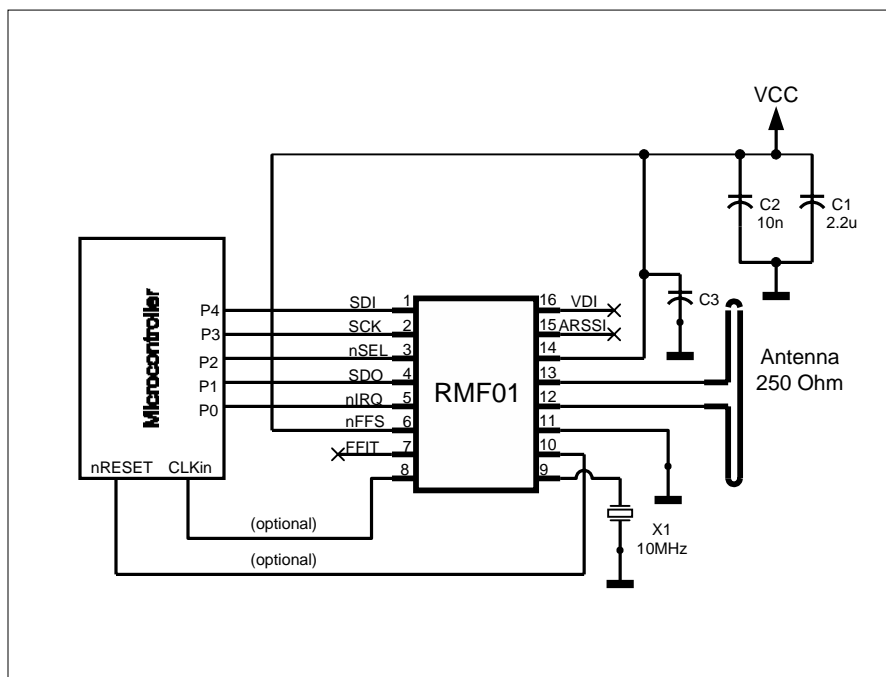 VCC
C2
10n
C1
2.2u
C3
Microcontroller
P4
P3
P2
P1
P0
nRESET CLKin
SDI
SCK
nSEL
SDO
nIRQ
nFFS
FFIT
1
2
3
4
5
6
7
8
RMF01
16
15
14
13
12
11
10
9
VDI
ARSSI
Antenna
250 Ohm
X1
10MHz
(optional)
(optional)